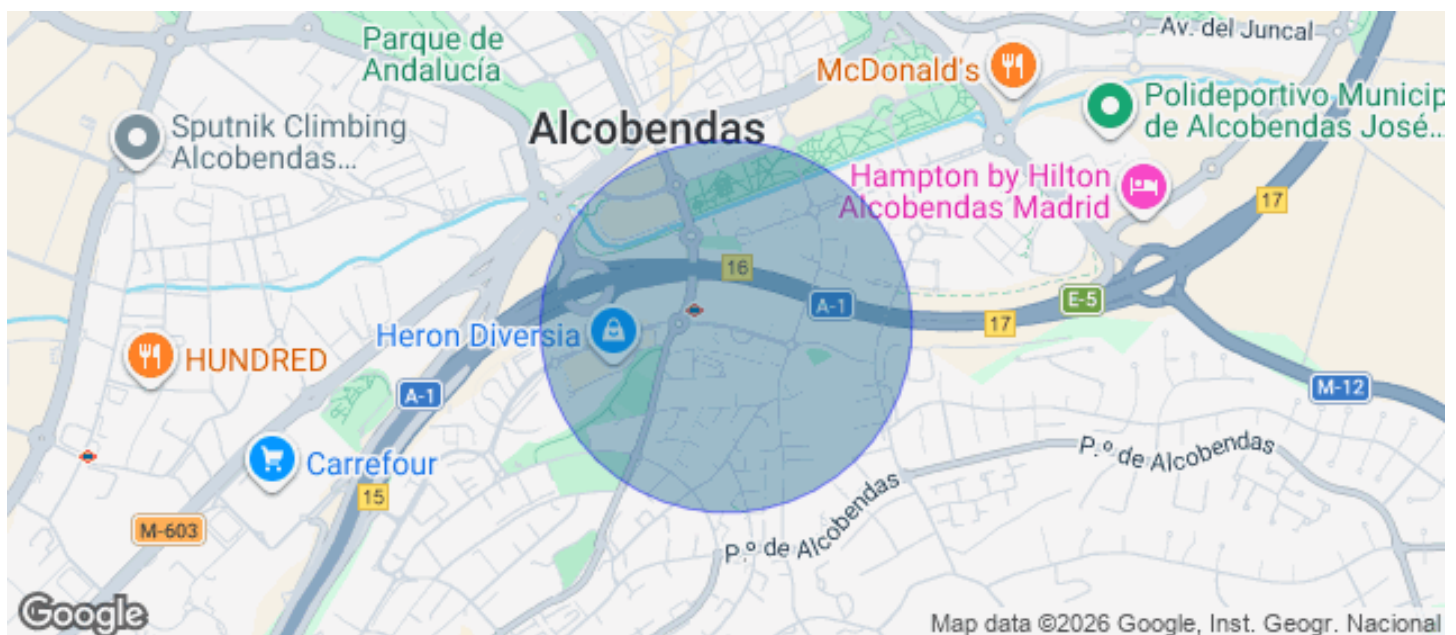 Av. del Juncal
Parque de
Andalucía
McDonald's
Polideportivo Municip
de Alcobendas José...
Sputnik Climbing
Alcobendas...
Alcobendas
Hampton by Hilton
Alcobendas Madrid
17
16
E-5
A-1
17
Heron Diversia
HUNDRED
A-1
M-12
P.º de Alcobendas
Carrefour
15
M-603
P.º de Alcobendas
Google
Map data ©2026 Google, Inst. Geogr. Nacional